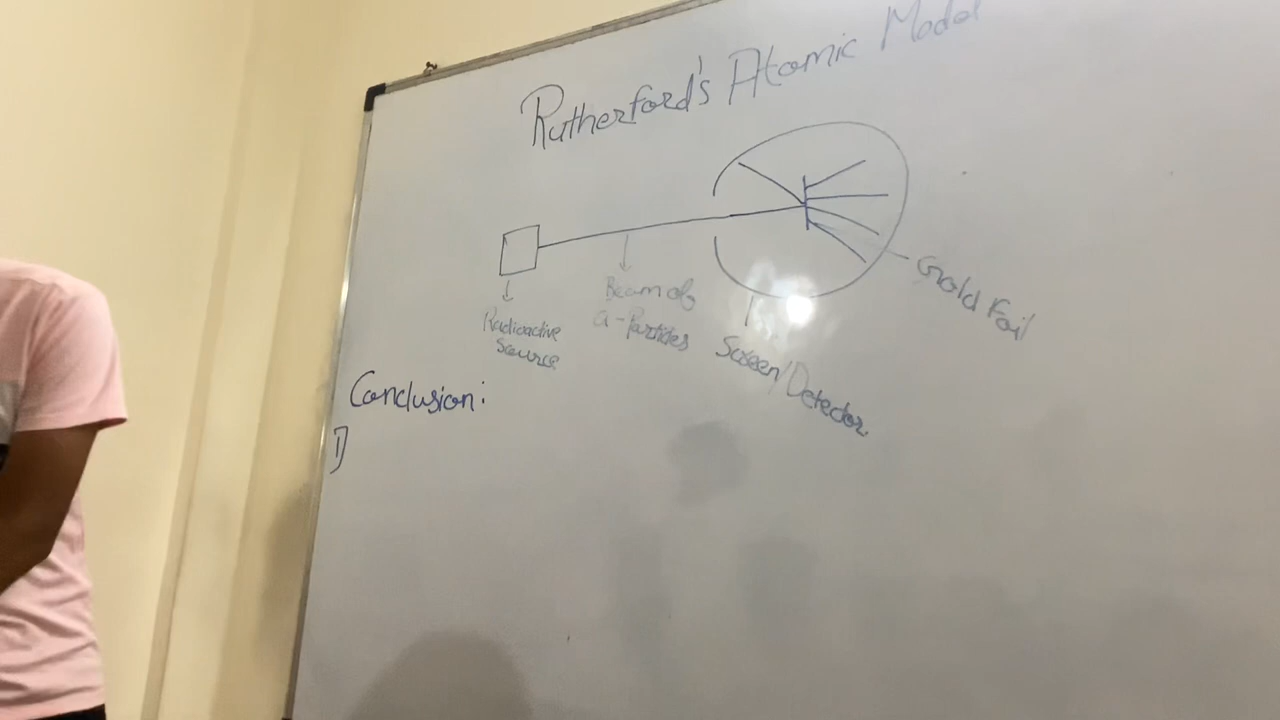 Rutherford's Atomic Model
Radioactive
Source
Beam of
α-Particles
Screen/Detector
Gold Foil
Conclusion:
1]